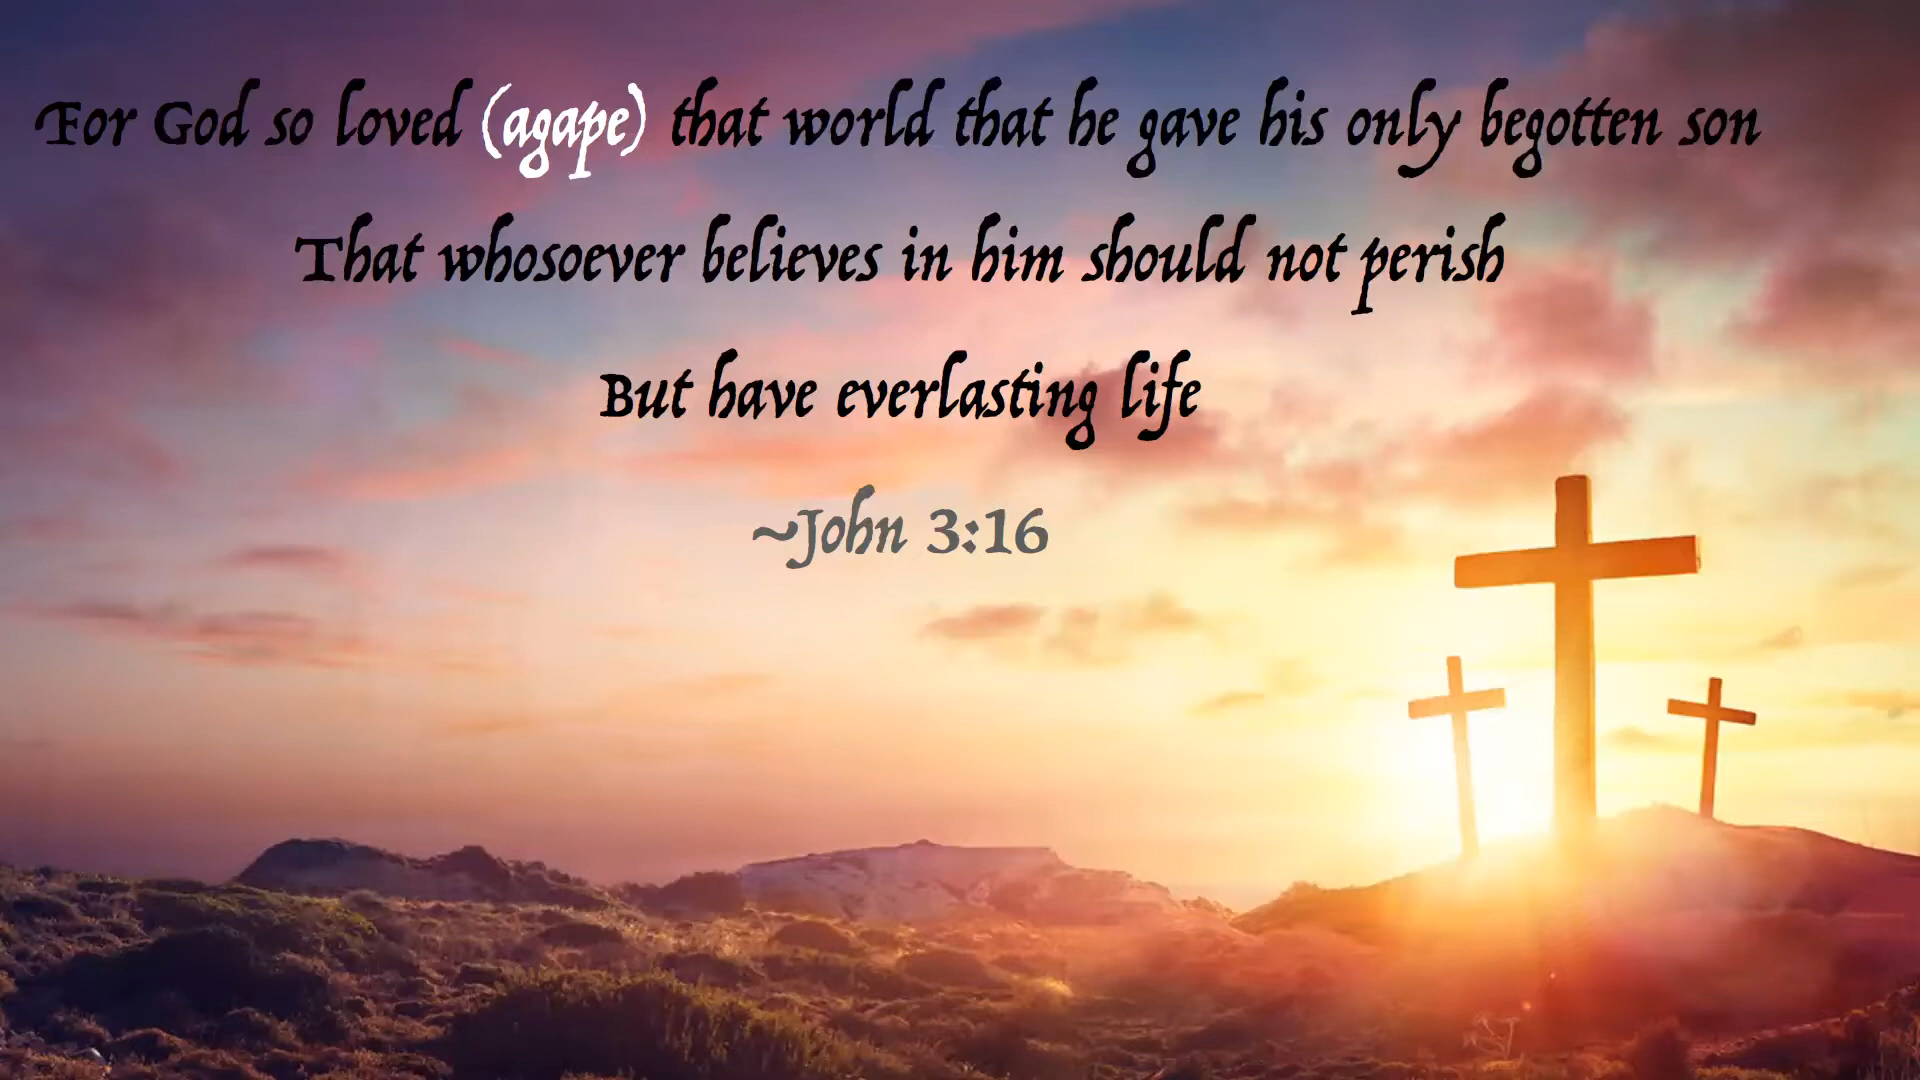 For God so loved (agape) that world that he gave his only begotten son
That whosoever believes in him should not perish
But have everlasting life
~John 3:16